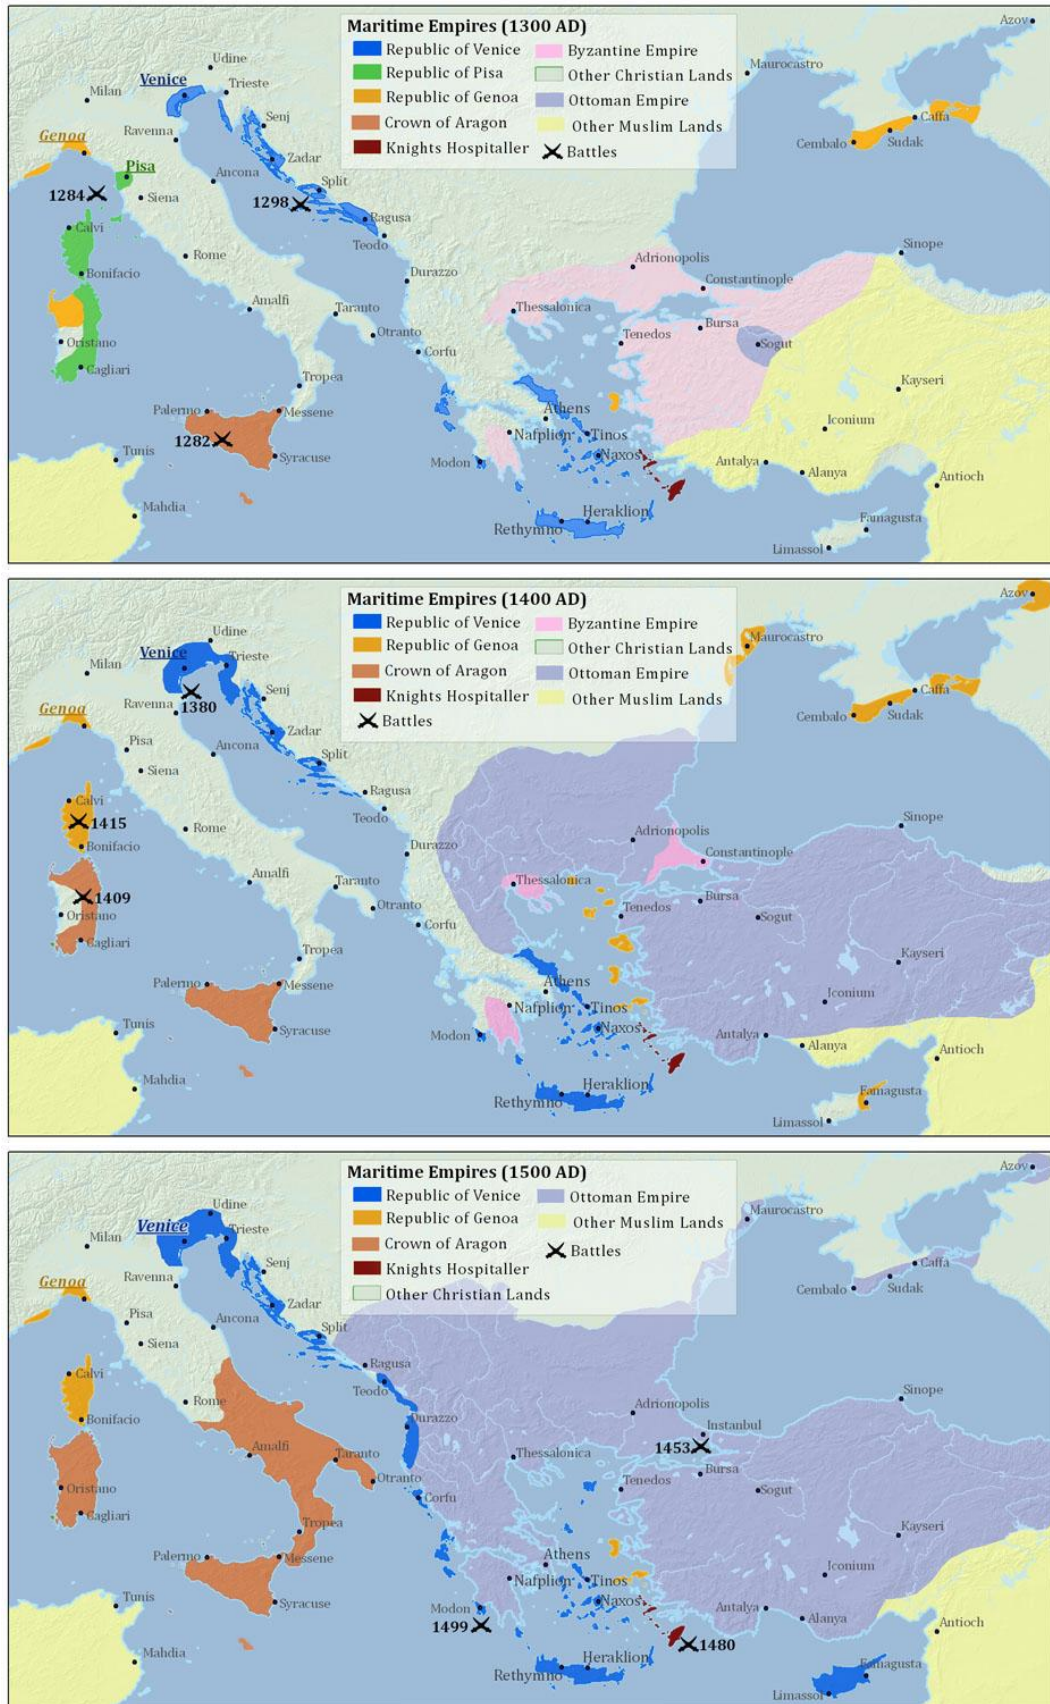 Maritime Empires (1300 AD)
Republic of Venice
Republic of Pisa
Republic of Genoa
Crown of Aragon
Knights Hospitaller
Byzantine Empire
Other Christian Lands
Ottoman Empire
Other Muslim Lands
Battles
Azov
Udine
Maurocastro
Milan
Venice
Trieste
Senj
Caffa
Genoa
Ravenna
Cembalo
Sudak
Zadar
Pisa
Ancona
Split
1284
Siena
1298
Ragusa
Calvi
Teodo
Sinope
Rome
Adrionopolis
Bonifacio
Durazzo
Constantinople
Amalfi
Taranto
Thessalonica
Bursa
Oristano
Otranto
Tenedos
Sogut
Corfu
Cagliari
Tropea
Kayseri
Palermo
Messene
Athens
Iconium
1282
Nafplion
Tinos
Tunis
Syracuse
Modon
Naxos
Antalya
Alanya
Antioch
Mahdia
Rethymno
Heraklion
Famagusta
Limassol
Maritime Empires (1400 AD)
Republic of Venice
Republic of Genoa
Crown of Aragon
Knights Hospitaller
Battles
Byzantine Empire
Other Christian Lands
Ottoman Empire
Other Muslim Lands
Azov
Udine
Maurocastro
Venice
Milan
Trieste
Senj
Caffa
1380
Genoa
Ravenna
Cembalo
Sudak
Zadar
Pisa
Ancona
Split
Siena
Ragusa
Calvi
Teodo
1415
Rome
Adrionopolis
Sinope
Bonifacio
Durazzo
Constantinople
Amalfi
Taranto
Thessalonica
1409
Bursa
Oristano
Otranto
Tenedos
Sogut
Corfu
Cagliari
Tropea
Kayseri
Palermo
Messene
Athens
Iconium
Nafplion
Tinos
Tunis
Syracuse
Modon
Naxos
Antalya
Alanya
Antioch
Mahdia
Rethymno
Heraklion
Famagusta
Limassol
Maritime Empires (1500 AD)
Republic of Venice
Republic of Genoa
Crown of Aragon
Knights Hospitaller
Other Christian Lands
Ottoman Empire
Other Muslim Lands
Battles
Azov
Udine
Maurocastro
Venice
Milan
Trieste
Senj
Caffa
Genoa
Ravenna
Cembalo
Sudak
Zadar
Pisa
Ancona
Split
Siena
Ragusa
Calvi
Teodo
Sinope
Rome
Adrionopolis
Bonifacio
Durazzo
Instanbul
1453
Amalfi
Taranto
Thessalonica
Bursa
Oristano
Otranto
Tenedos
Sogut
Corfu
Cagliari
Tropea
Kayseri
Palermo
Messene
Athens
Iconium
Nafplion
Tinos
Tunis
Syracuse
Modon
Naxos
Antalya
Alanya
1499
Antioch
1480
Mahdia
Rethymno
Heraklion
Famagusta
Limassol